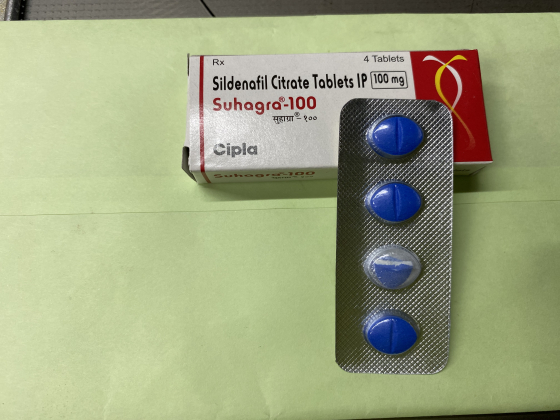 Rx
4 Tablets
Sildenafil Citrate Tablets IP 100 mg
Suhagra®-100
सुहाग्रा®-१००
Cipla
Suhagra®-100